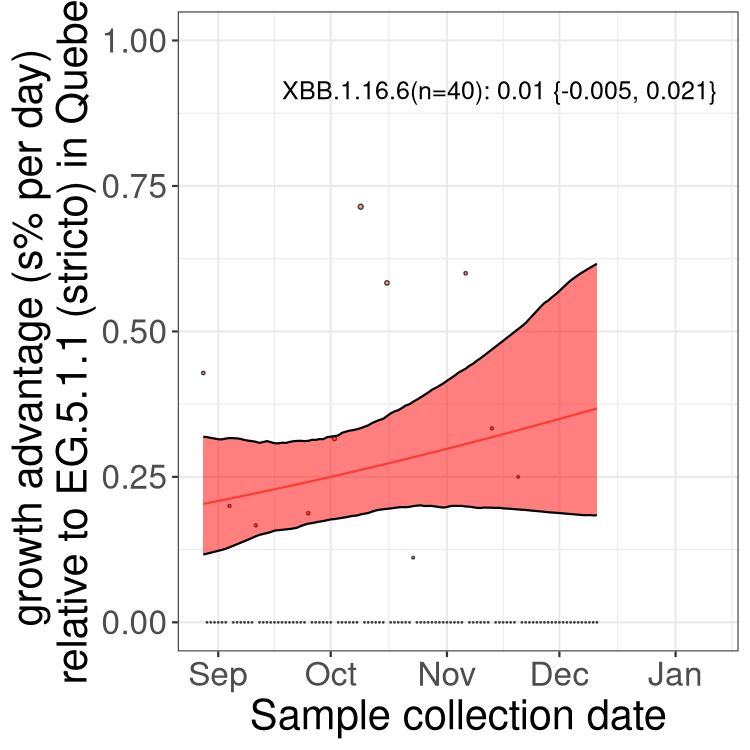 growth advantage (s% per day)
relative to EG.5.1.1 (stricto) in Quebe
1.00
0.75
0.50
0.25
0.00
XBB.1.16.6(n=40): 0.01 {-0.005, 0.021}
Sep Oct Nov Dec Jan
Sample collection date